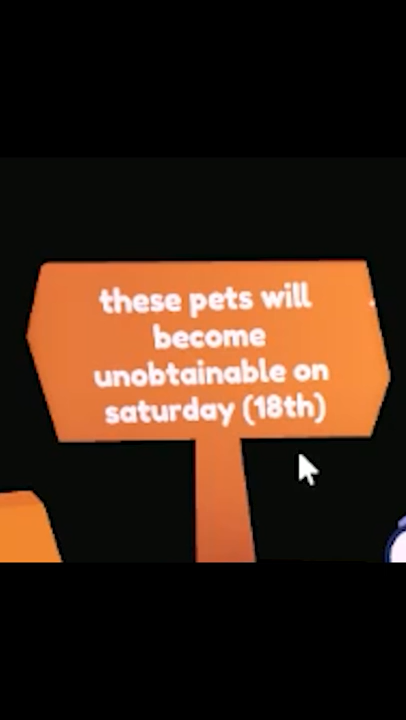 these pets will
become
unobtainable on
saturday (18th)